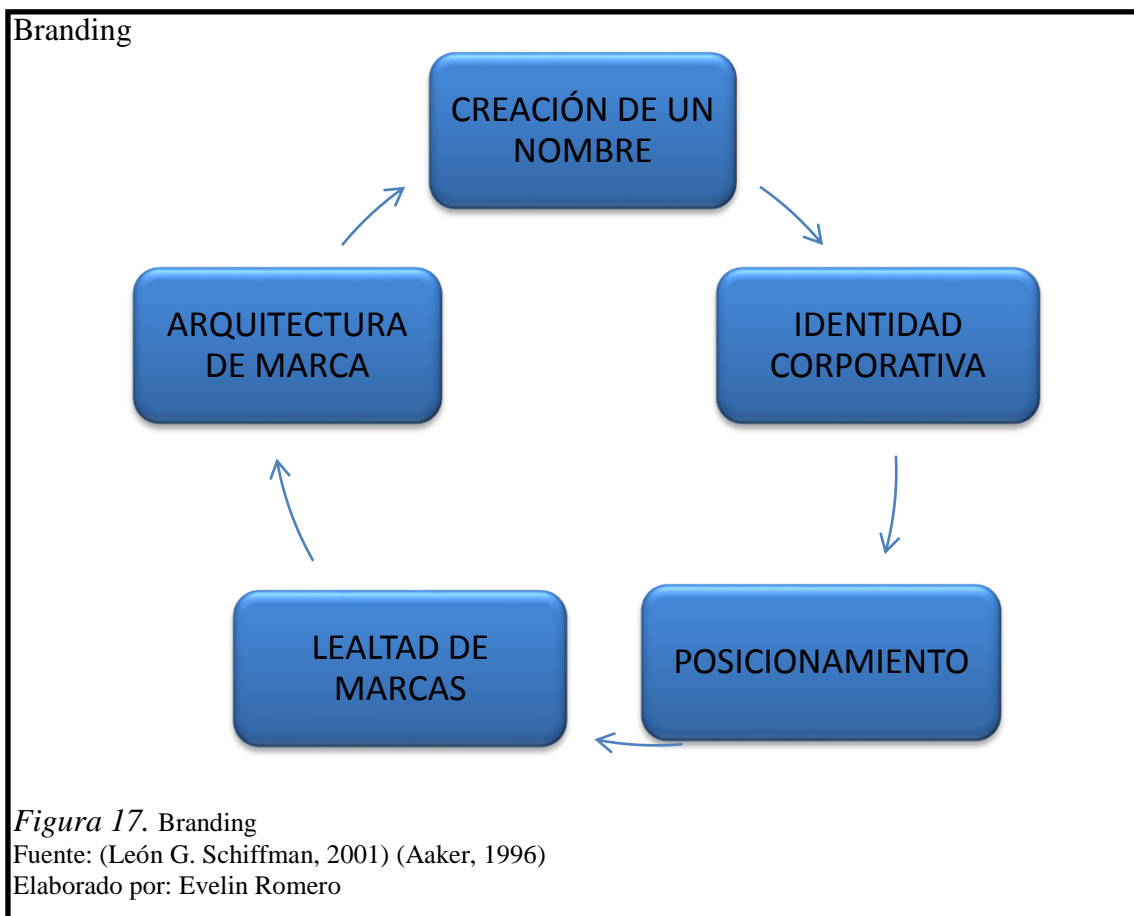 Branding
CREACIÓN DE UN
NOMBRE
IDENTIDAD
CORPORATIVA
POSICIONAMIENTO
LEALTAD DE
MARCAS
ARQUITECTURA
DE MARCA
Figura 17. Branding
Fuente: (León G. Schiffman, 2001) (Aaker, 1996)
Elaborado por: Evelin Romero